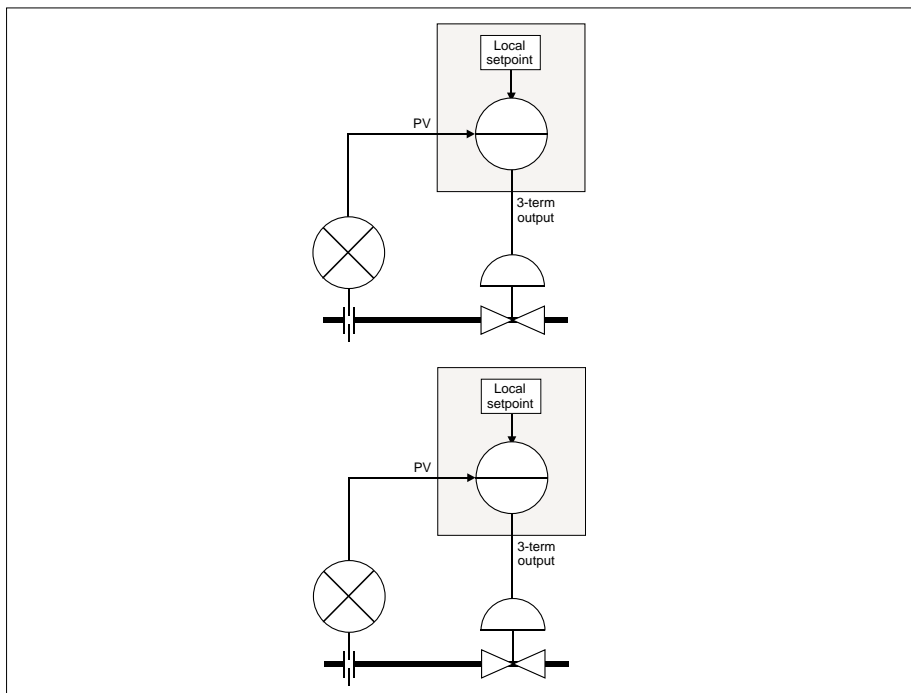 Local
setpoint
PV
3-term
output
Local
setpoint
PV
3-term
output